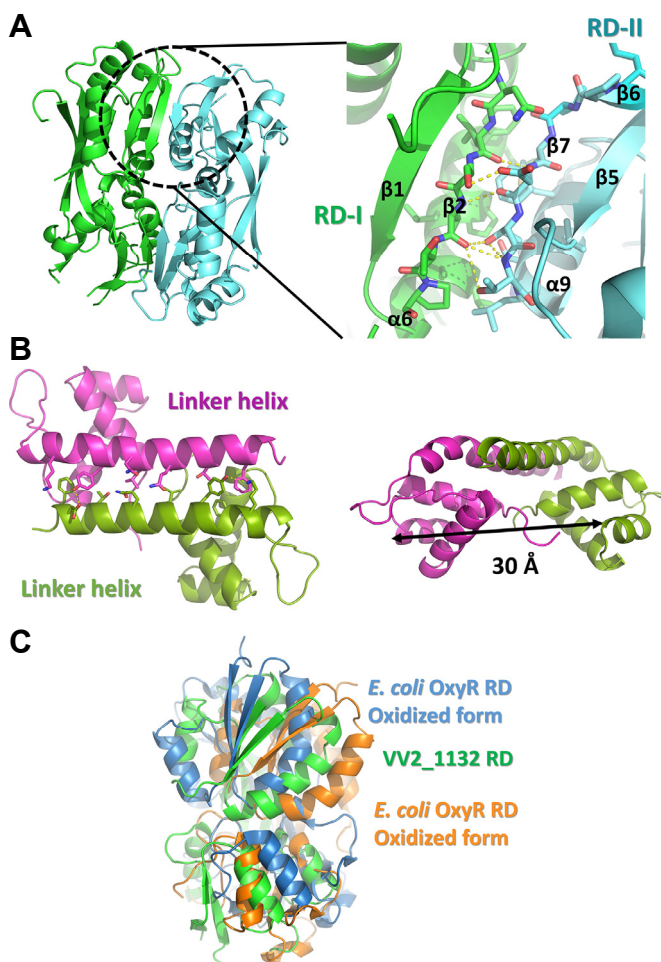 A
RD-II
β6
β7
β1
β2
β5
RD-I
α9
α6
B
Linker helix
Linker helix
30 Å
C
E. coli OxyR RD
Oxidized form
VV2_1132 RD
E. coli OxyR RD
Oxidized form